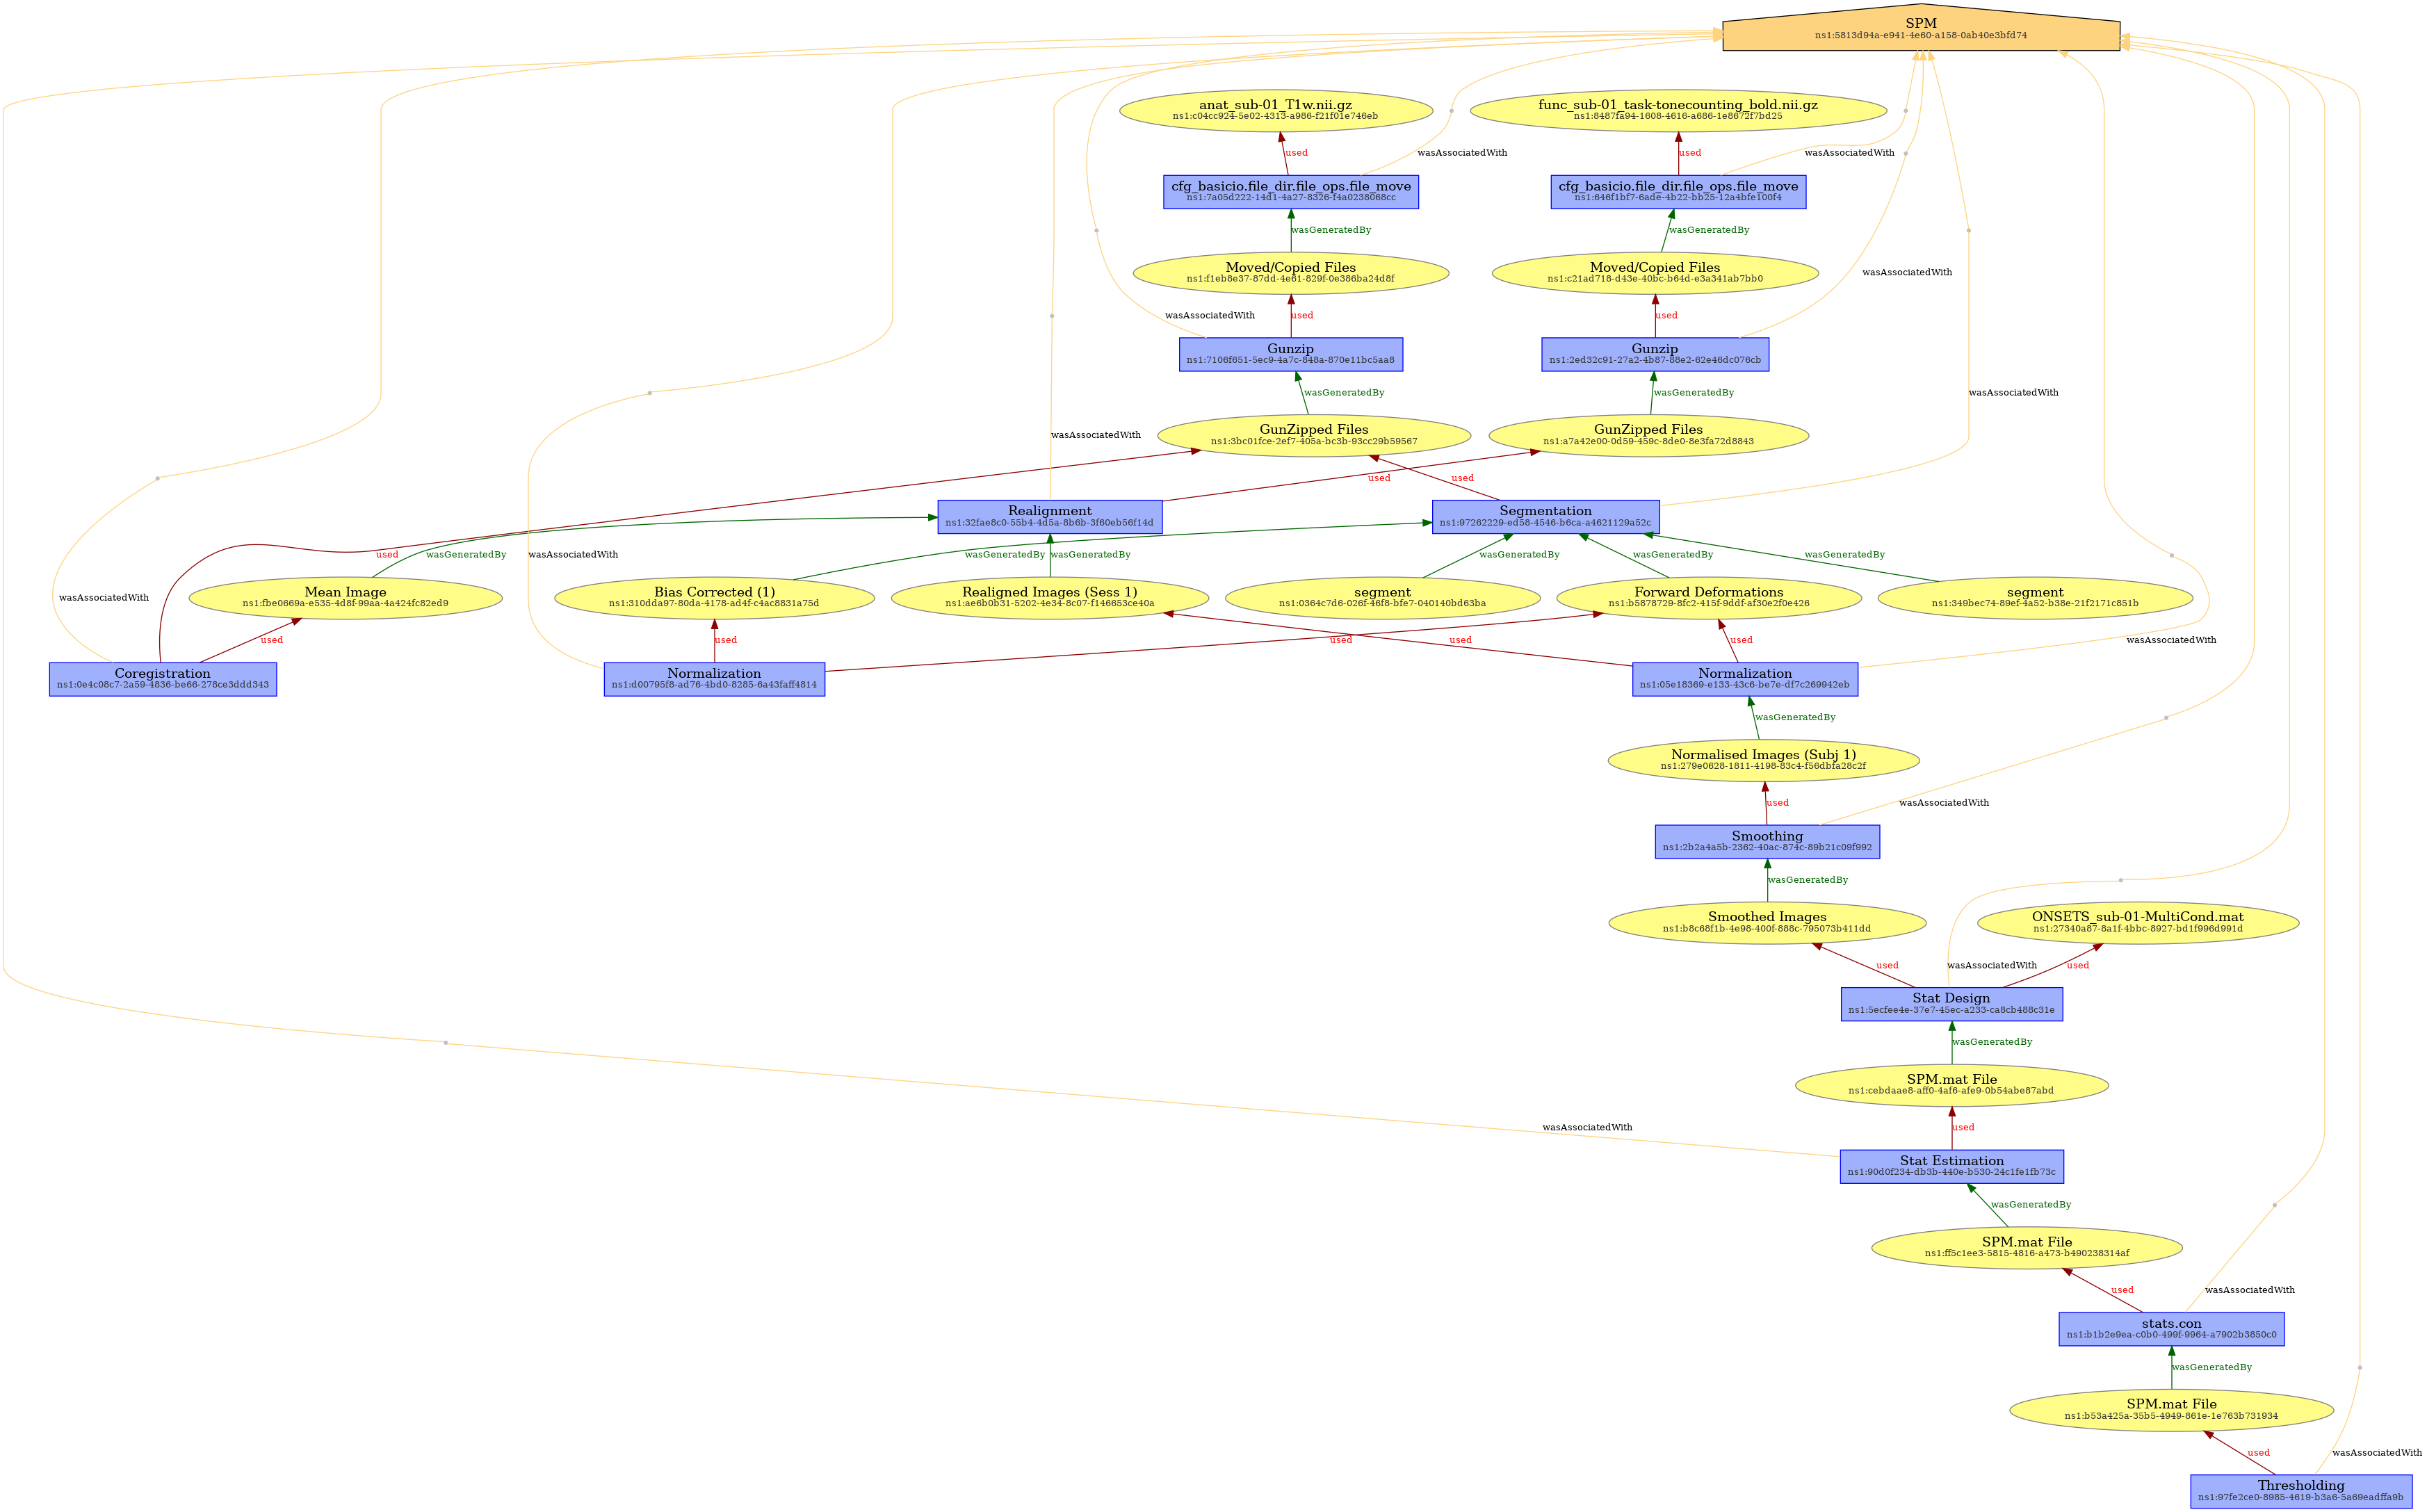 SPM
ns1:5813d94a-e941-4e60-a158-0ab40e3bfd74
anat_sub-01_T1w.nii.gz
ns1:c04cc924-5e02-4313-a986-f21f01e746eb
func_sub-01_task-tonecounting_bold.nii.gz
ns1:8487fa94-1608-4616-a686-1e8672f7bd25
used
wasAssociatedWith
used
wasAssociatedWith
cfg_basicio.file_dir.file_ops.file_move
ns1:7a05d222-14d1-4a27-8326-f4a0238068cc
cfg_basicio.file_dir.file_ops.file_move
ns1:646f1bf7-6ade-4b22-bb25-12a4bfe100f4
wasGeneratedBy
wasGeneratedBy
Moved/Copied Files
ns1:f1eb8e37-87dd-4e61-829f-0e386ba24d8f
Moved/Copied Files
ns1:c21ad718-d43e-40bc-b64d-e3a341ab7bb0
wasAssociatedWith
wasAssociatedWith
used
used
Gunzip
ns1:7106f651-5ec9-4a7c-848a-870e11bc5aa8
Gunzip
ns1:2ed32c91-27a2-4b87-88e2-62e46dc076cb
wasGeneratedBy
wasGeneratedBy
wasAssociatedWith
wasAssociatedWith
GunZipped Files
ns1:3bc01fce-2ef7-405a-bc3b-93cc29b59567
GunZipped Files
ns1:a7a42e00-0d59-459c-8de0-8e3fa72d8843
used
used
Realignment
ns1:32fae8c0-55b4-4d5a-8b6b-3f60eb56f14d
Segmentation
ns1:97262229-ed58-4546-b6ca-a4621129a52c
used
wasGeneratedBy
wasAssociatedWith
wasGeneratedBy
wasGeneratedBy
wasGeneratedBy
wasGeneratedBy
wasGeneratedBy
wasAssociatedWith
Mean Image
ns1:fbe0669a-e535-4d8f-99aa-4a424fc82ed9
Bias Corrected (1)
ns1:310dda97-80da-4178-ad4f-c4ac8831a75d
Realigned Images (Sess 1)
ns1:ae6b0b31-5202-4e34-8c07-f146653ce40a
segment
ns1:0364c7d6-026f-46f8-bfe7-040140bd63ba
Forward Deformations
ns1:b5878729-8fc2-415f-9ddf-af30e2f0e426
segment
ns1:349bec74-89ef-4a52-b38e-21f2171c851b
used
used
used
used
used
wasAssociatedWith
Coregistration
ns1:0e4c08c7-2a59-4836-be66-278ce3ddd343
Normalization
ns1:d00795f8-ad76-4bd0-8285-6a43faff4814
Normalization
ns1:05e18369-e133-43c6-be7e-df7c269942eb
wasGeneratedBy
Normalised Images (Subj 1)
ns1:279e0628-1811-4198-83c4-f56dbfa28c2f
used
wasAssociatedWith
Smoothing
ns1:2b2a4a5b-2362-40ac-874c-89b21c09f992
wasGeneratedBy
Smoothed Images
ns1:b8c68f1b-4e98-400f-888c-795073b411dd
ONSETS_sub-01-MultiCond.mat
ns1:27340a87-8a1f-4bbc-8927-bd1f996d991d
used
wasAssociatedWith
used
Stat Design
ns1:5ecfee4e-37e7-45ec-a233-ca8cb488c31e
wasGeneratedBy
SPM.mat File
ns1:cebdaae8-aff0-4af6-afe9-0b54abe87abd
wasAssociatedWith
used
Stat Estimation
ns1:90d0f234-db3b-440e-b530-24c1fe1fb73c
wasGeneratedBy
SPM.mat File
ns1:ff5c1ee3-5815-4816-a473-b490238314af
used
wasAssociatedWith
stats.con
ns1:b1b2e9ea-c0b0-499f-9964-a7902b3850c0
wasGeneratedBy
SPM.mat File
ns1:b53a425a-35b5-4949-861e-1e763b731934
used
wasAssociatedWith
Thresholding
ns1:97fe2ce0-8985-4619-b3a6-5a69eadffa9b